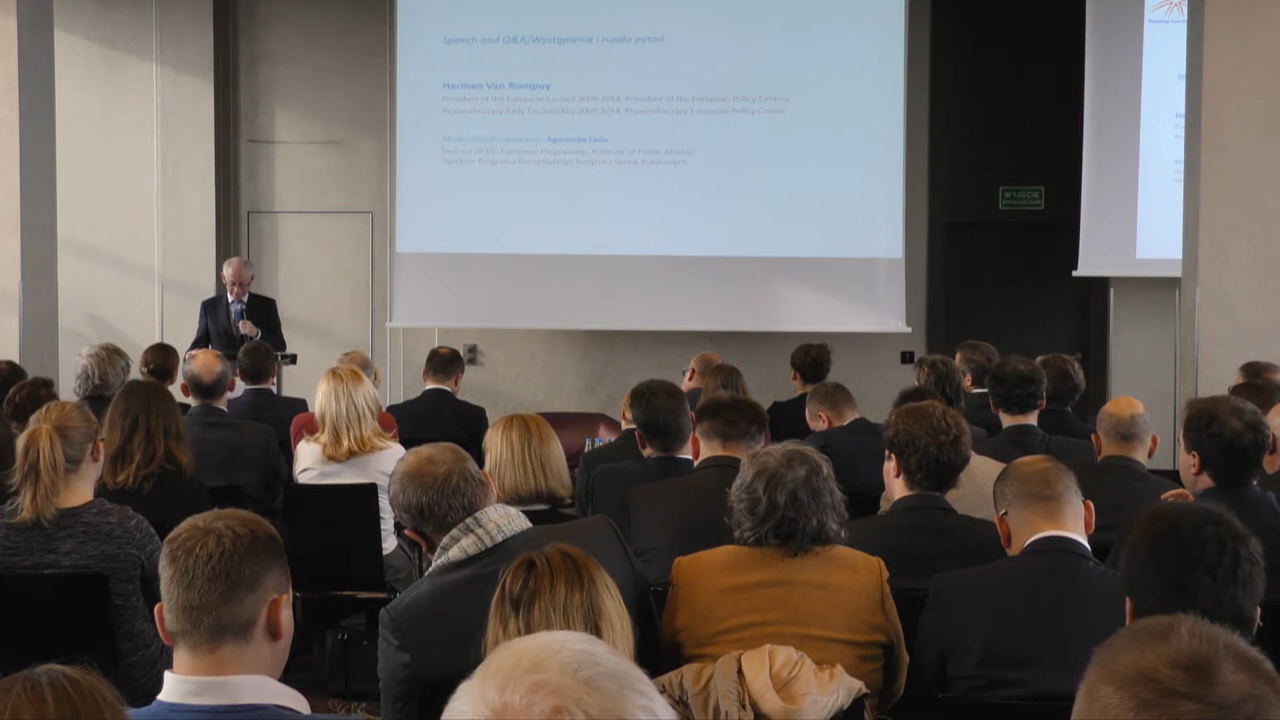 Speech and Q&A/Wystąpienie i runda pytań
Herman Van Rompuy
President of the European Council 2009-2014, President of the European Policy Centre
Przewodniczący Rady Europejskiej 2009-2014, Przewodniczący European Policy Centre
Agnieszka Łada
Director of the European Programme, Institute of Public Affairs
Dyrektor Programu Europejskiego Instytutu Spraw Publicznych
WYJŚCIE